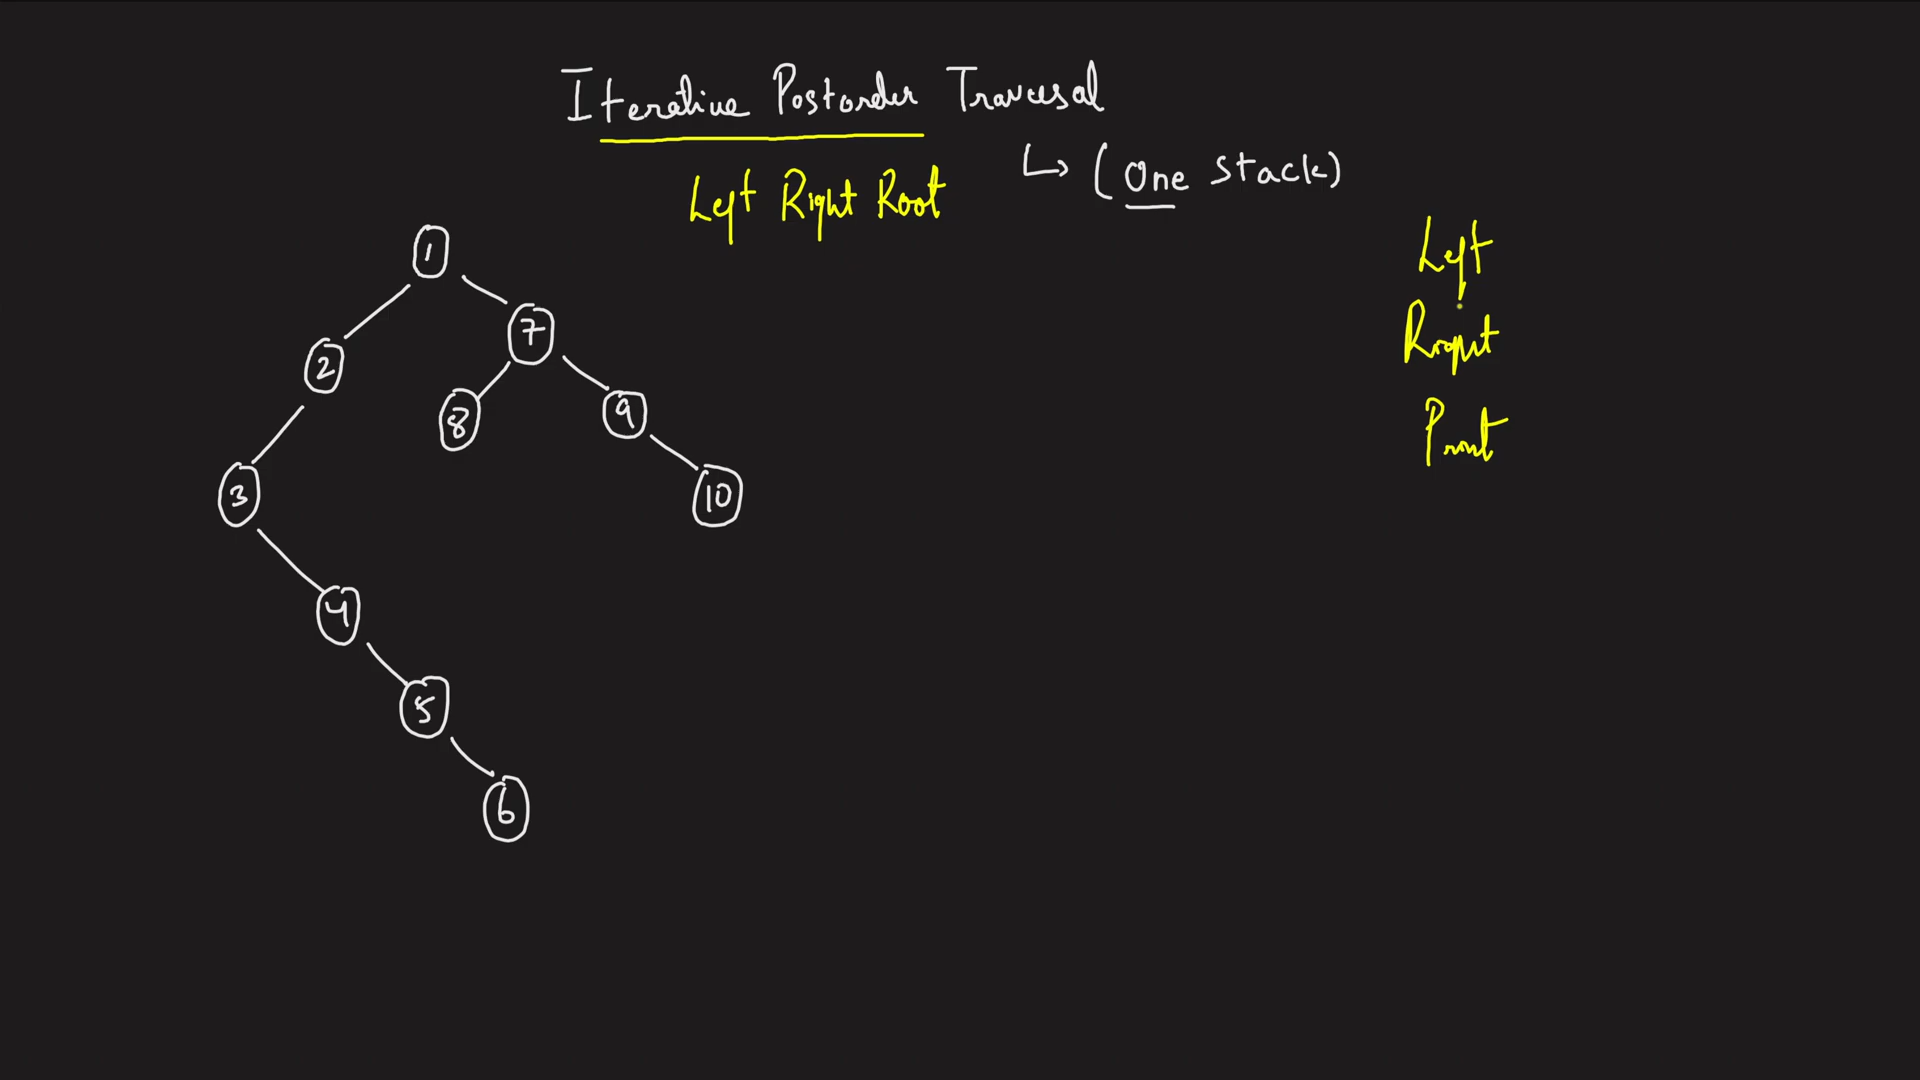 Iterative Postorder Traversal
↳ (One Stack)
Left Right Root
Left
Right
Print
1
7
2
8
9
3
10
4
5
6